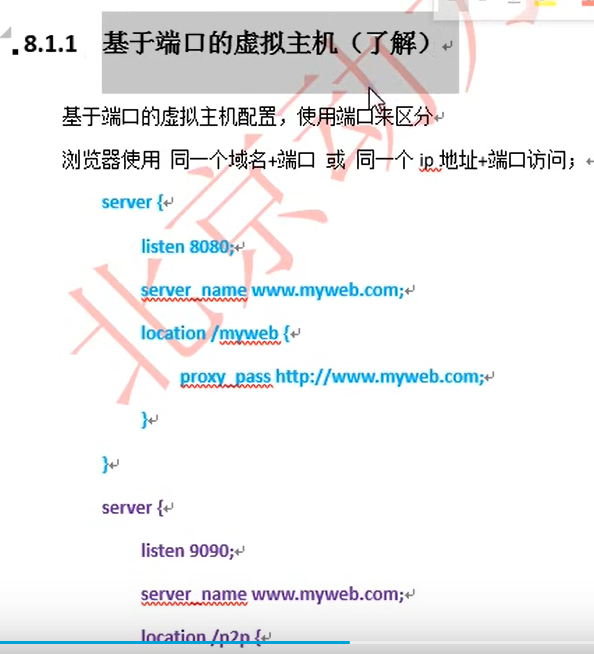 8.1.1 基于端口的虚拟主机（了解）
基于端口的虚拟主机配置，使用端口来区分
浏览器使用 同一个域名+端口 或 同一个 ip 地址+端口访问；
server {
listen 8080;
server_name www.myweb.com;
location /myweb {
proxy_pass http://www.myweb.com;
}
}
server {
listen 9090;
server_name www.myweb.com;
location /p2p {
北京动